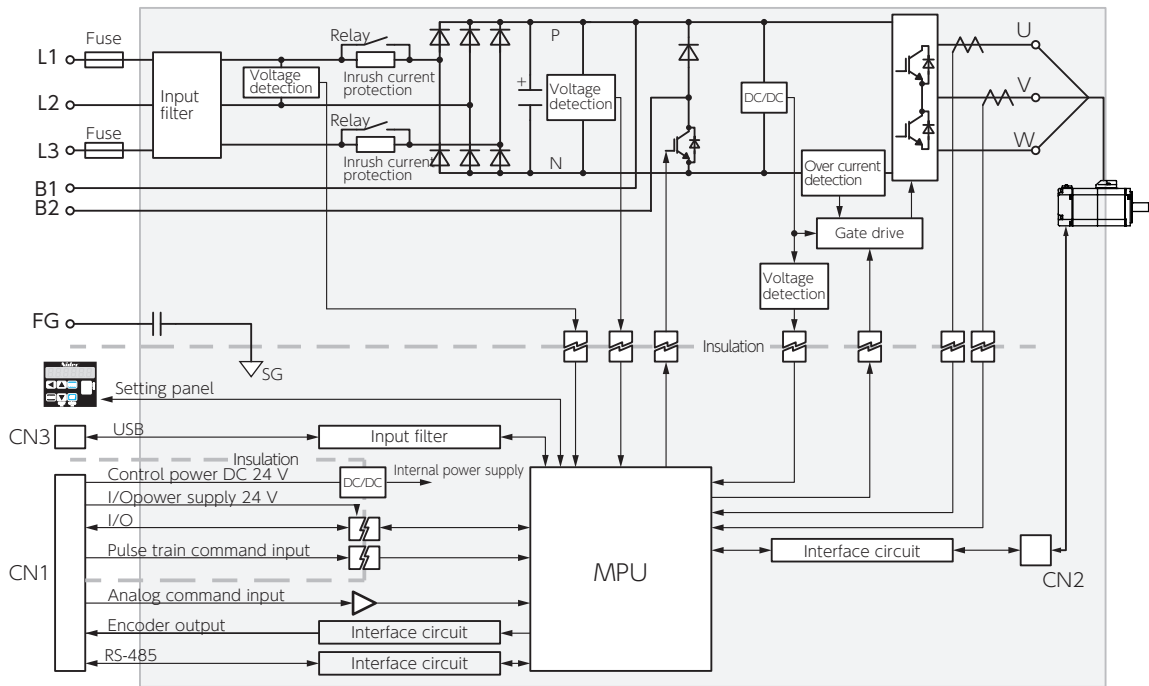 Fuse
L1
Relay
Inrush current
protection
Voltage
detection
Input
filter
L2
Fuse
L3
Relay
Inrush current
protection
B1
B2
P
+
Voltage
detection
N
DC/DC
Over current
detection
Gate drive
Voltage
detection
U
V
W
FG
SG
Insulation
Nidec
Setting panel
CN3
USB
Input filter
Insulation
Control power DC 24 V
DC/DC
Internal power supply
I/Opower supply 24 V
I/O
Pulse train command input
CN1
MPU
Interface circuit
CN2
Analog command input
Encoder output
Interface circuit
RS-485
Interface circuit